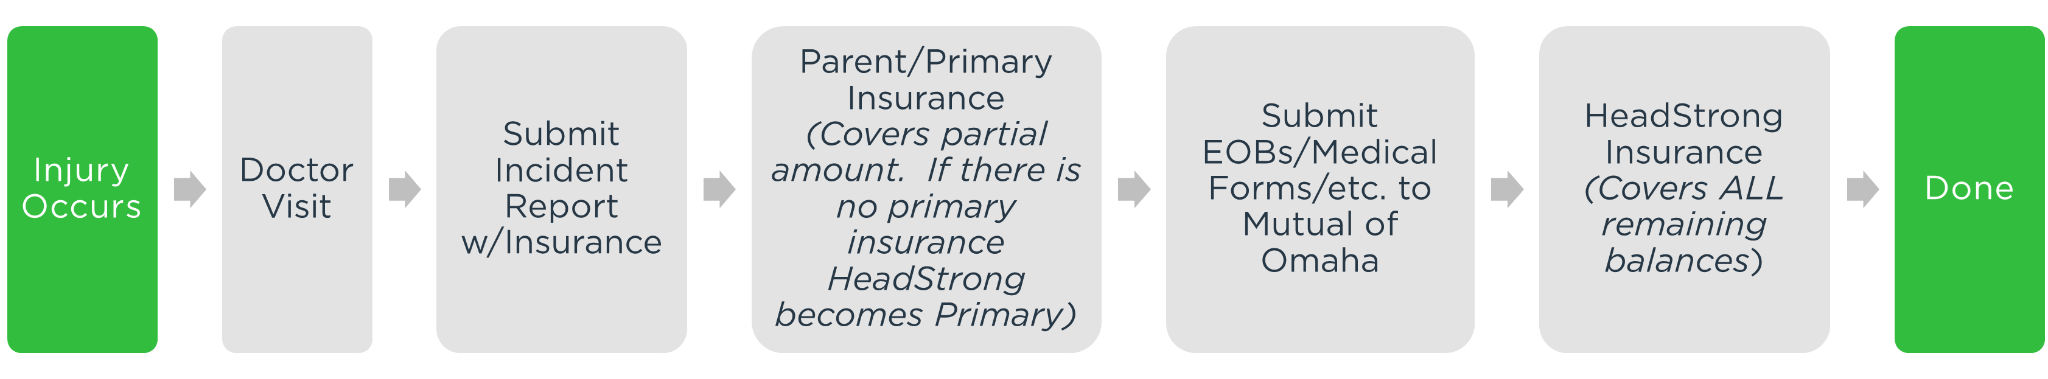 Injury
Occurs
Doctor
Visit
Submit
Incident
Report
w/Insurance
Parent/Primary
Insurance
(Covers partial
amount.  If there is
no primary
insurance
HeadStrong
becomes Primary)
Submit
EOBs/Medical
Forms/etc. to
Mutual of
Omaha
HeadStrong
Insurance
(Covers ALL
remaining
balances)
Done